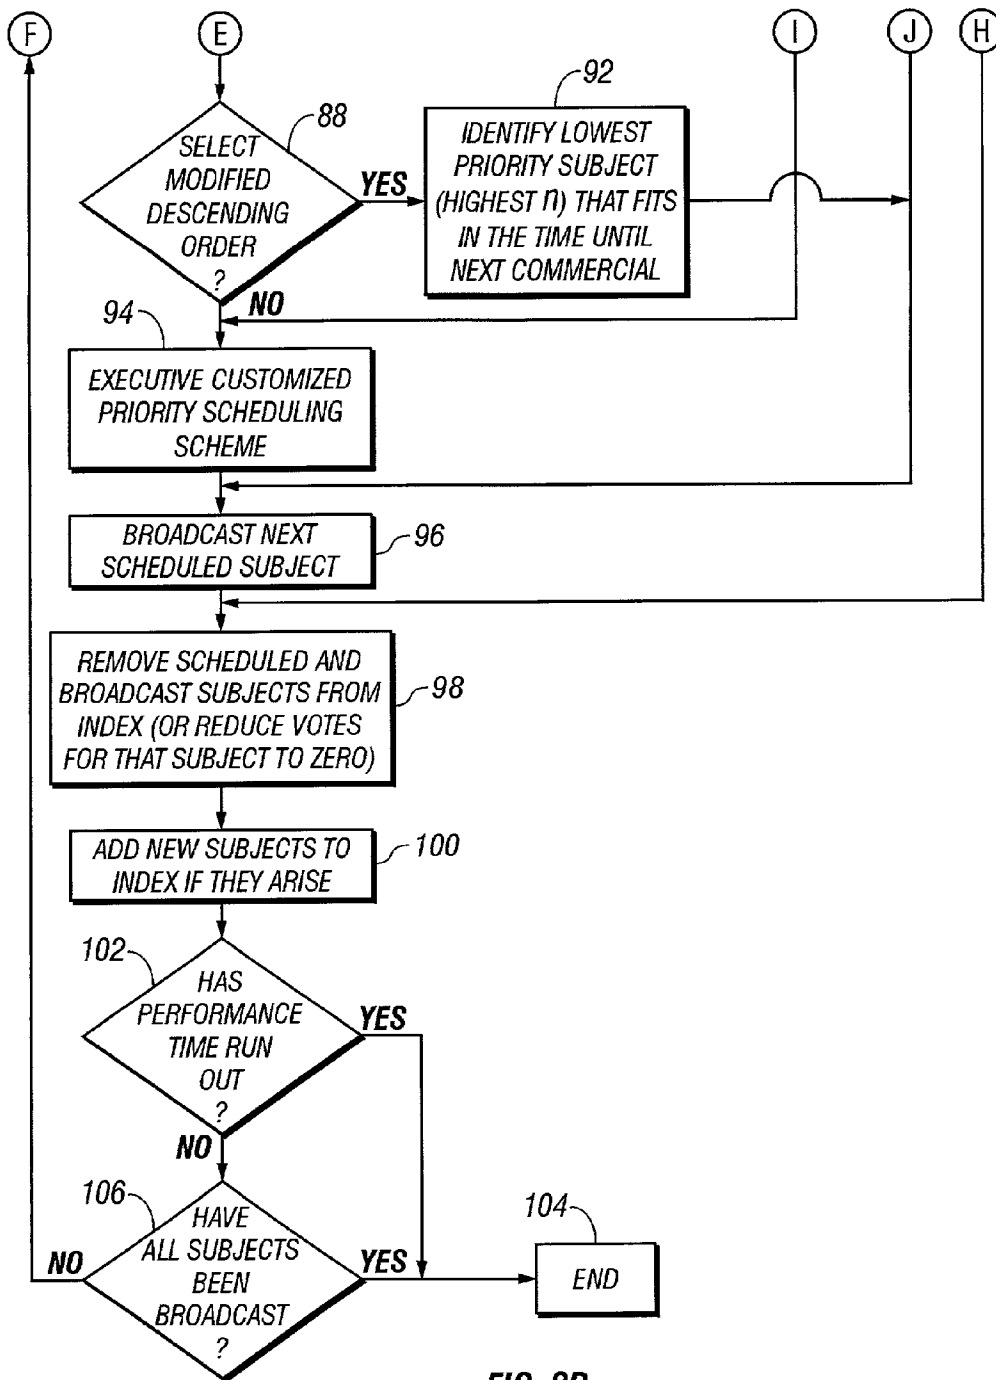 F
E
I
J
H
88
SELECT
MODIFIED
DESCENDING
ORDER
?
YES
NO
92
IDENTIFY LOWEST
PRIORITY SUBJECT
(HIGHEST n) THAT FITS
IN THE TIME UNTIL
NEXT COMMERCIAL
94
EXECUTIVE CUSTOMIZED
PRIORITY SCHEDULING
SCHEME
BROADCAST NEXT
SCHEDULED SUBJECT
96
REMOVE SCHEDULED AND
BROADCAST SUBJECTS FROM
INDEX (OR REDUCE VOTES
FOR THAT SUBJECT TO ZERO)
98
ADD NEW SUBJECTS TO
INDEX IF THEY ARISE
100
102
HAS
PERFORMANCE
TIME RUN
OUT
?
YES
NO
106
HAVE
ALL SUBJECTS
BEEN
BROADCAST
?
NO
YES
104
END